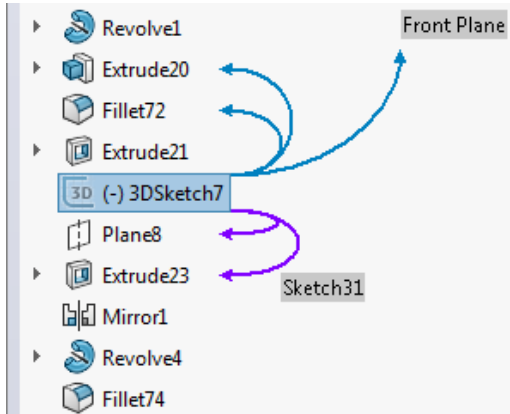 Revolve1
Front Plane
Extrude20
Fillet72
Extrude21
3D (-) 3DSketch7
Plane8
Extrude23
Sketch31
Mirror1
Revolve4
Fillet74